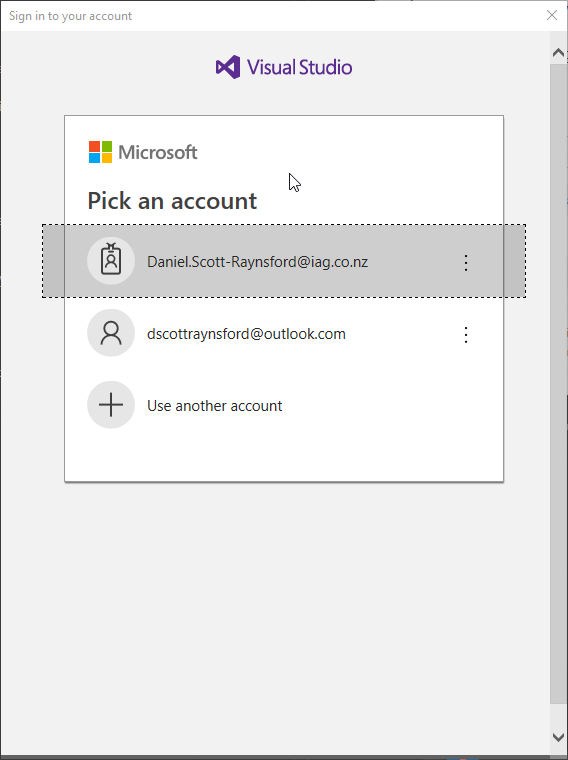 Sign in to your account
Visual Studio
Microsoft
Pick an account
Daniel.Scott-Raynsford@iag.co.nz
dscottraynsford@outlook.com
Use another account